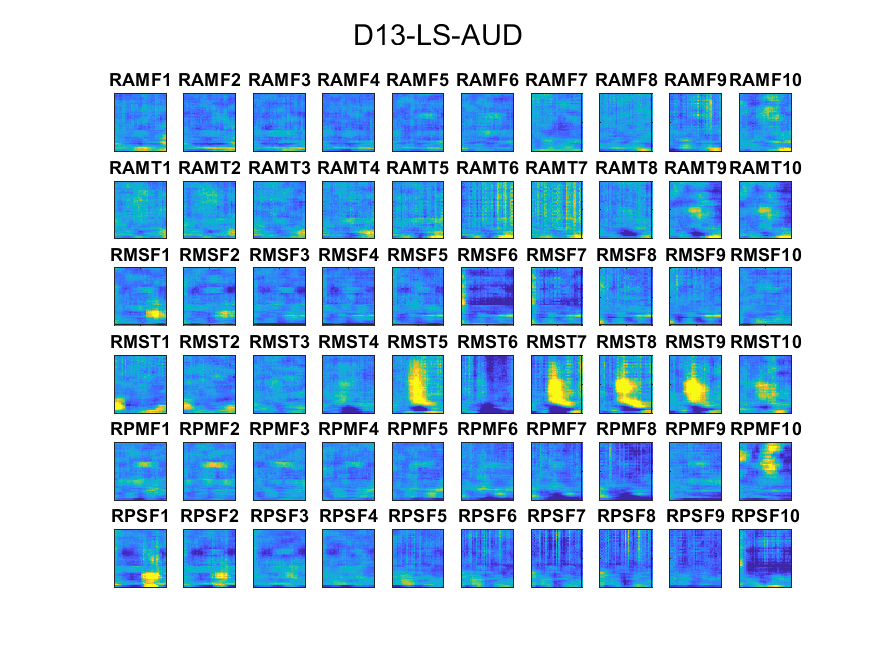 D13-LS-AUD
RAMF1 RAMF2 RAMF3 RAMF4 RAMF5 RAMF6 RAMF7 RAMF8 RAMF9 RAMF10
RAMT1 RAMT2 RAMT3 RAMT4 RAMT5 RAMT6 RAMT7 RAMT8 RAMT9 RAMT10
RMSF1 RMSF2 RMSF3 RMSF4 RMSF5 RMSF6 RMSF7 RMSF8 RMSF9 RMSF10
RMST1 RMST2 RMST3 RMST4 RMST5 RMST6 RMST7 RMST8 RMST9 RMST10
RPMF1 RPMF2 RPMF3 RPMF4 RPMF5 RPMF6 RPMF7 RPMF8 RPMF9 RPMF10
RPSF1 RPSF2 RPSF3 RPSF4 RPSF5 RPSF6 RPSF7 RPSF8 RPSF9 RPSF10